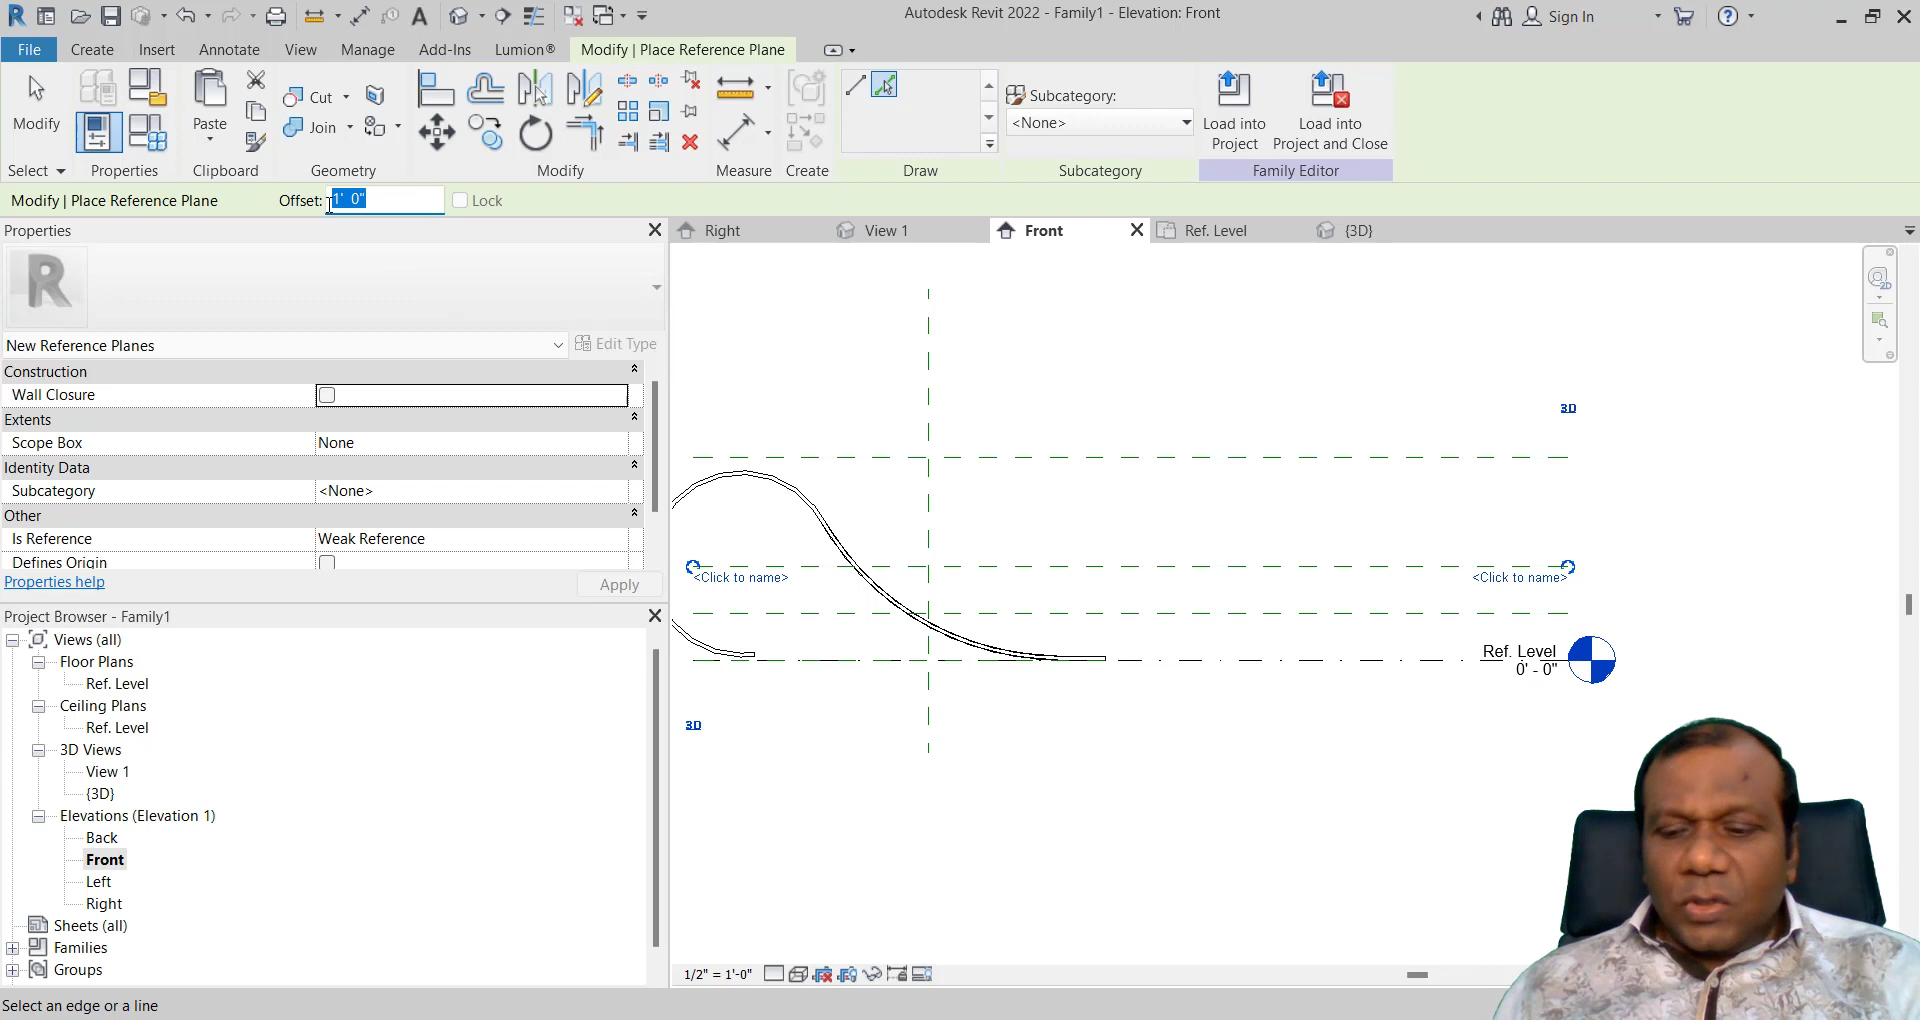 Autodesk Revit 2022 - Family1 - Elevation: Front
Sign In
File
Create
Insert
Annotate
View
Manage
Add-Ins
Lumion®
Modify | Place Reference Plane
Modify
Paste
Cut
Join
Subcategory:
<None>
Load into
Project
Load into
Project and Close
Select
Properties
Clipboard
Geometry
Modify
Measure
Create
Draw
Subcategory
Family Editor
Modify | Place Reference Plane
Offset:
1' 0"
Lock
Properties
Right
View 1
Front
Ref. Level
{3D}
R
New Reference Planes
Edit Type
Construction
Wall Closure
Extents
Scope Box
None
Identity Data
Subcategory
<None>
Other
Is Reference
Weak Reference
Defines Origin
Properties help
Apply
Project Browser - Family1
Views (all)
Floor Plans
Ref. Level
Ceiling Plans
Ref. Level
3D Views
View 1
{3D}
Elevations (Elevation 1)
Back
Front
Left
Right
Sheets (all)
Families
Groups
3D
<Click to name>
<Click to name>
Ref. Level
0' - 0"
3D
2D
1/2" = 1'-0"
Select an edge or a line